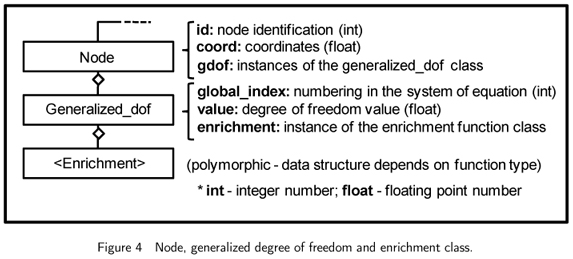 Node
id: node identification (int)
coord: coordinates (float)
gdof: instances of the generalized_dof class
Generalized_dof
global_index: numbering in the system of equation (int)
value: degree of freedom value (float)
enrichment: instance of the enrichment function class
<Enrichment>
(polymorphic - data structure depends on function type)
* int - integer number; float - floating point number
Figure 4 Node, generalized degree of freedom and enrichment class.